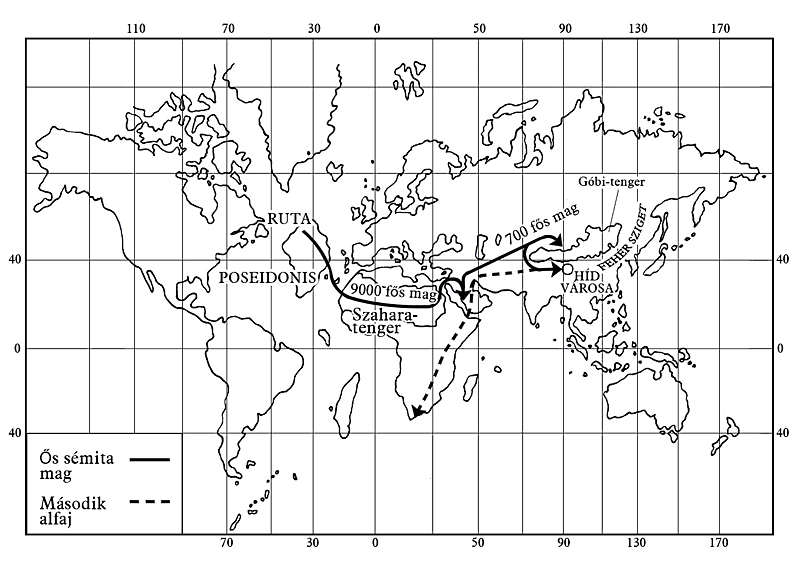 110 70 30 0 50 90 130 170
Góbi-tenger
RUTA
700 fős mag
FEHÉR SZIGET
40 40
POSEIDONIS
HÍD
VÁROSA
9000 fős mag
Szahara-
tenger
0 0
40 40
Ős sémita
mag
Második
alfaj
70 30 0 50 90 130 170